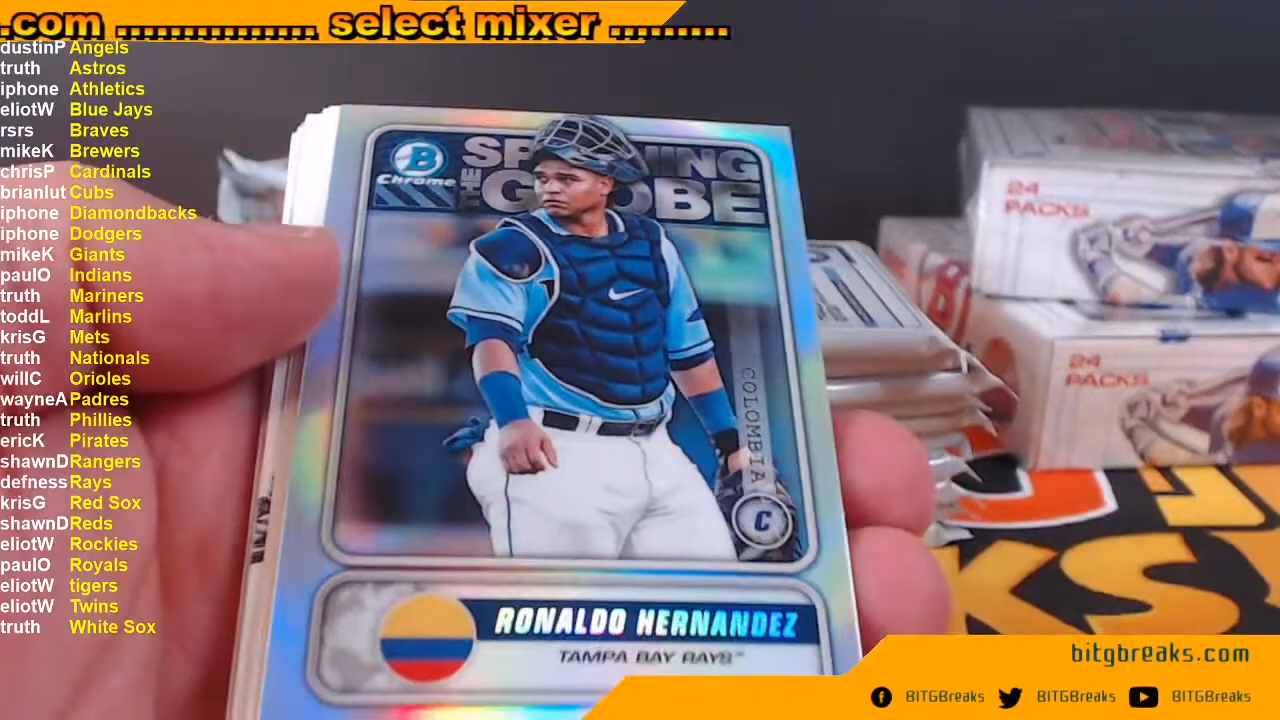 .com ............... select mixer .........
dustinP Angels
truth Astros
iphone Athletics
eliotW Blue Jays
rsrs Braves
mikeK Brewers
chrisP Cardinals
brianlut Cubs
iphone Diamondbacks
iphone Dodgers
mikeK Giants
paulO Indians
truth Mariners
toddL Marlins
krisG Mets
truth Nationals
willC Orioles
wayneA Padres
truth Phillies
ericK Pirates
shawnD Rangers
defness Rays
krisG Red Sox
shawnD Reds
eliotW Rockies
paulO Royals
eliotW tigers
eliotW Twins
truth White Sox
B
Chrome
THE
GLOBE
COLOMBIA
C
RONALDO HERNANDEZ
TAMPA BAY RAYS™
24
PACKS
24
PACKS
KS
bitgbreaks.com
BITGBreaks BITGBreaks BITGBreaks